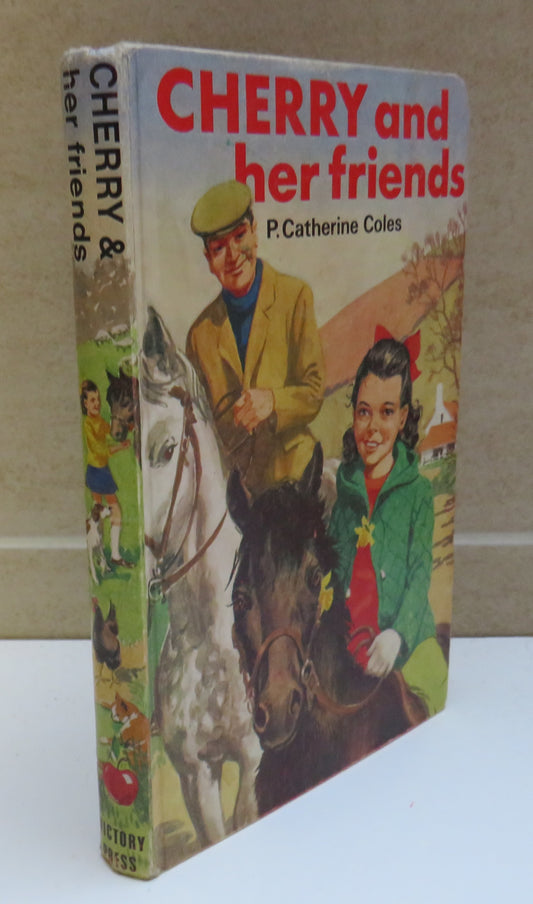 CHERRY &
her friends
VICTORY
PRESS
CHERRY and
her friends
P. Catherine Coles